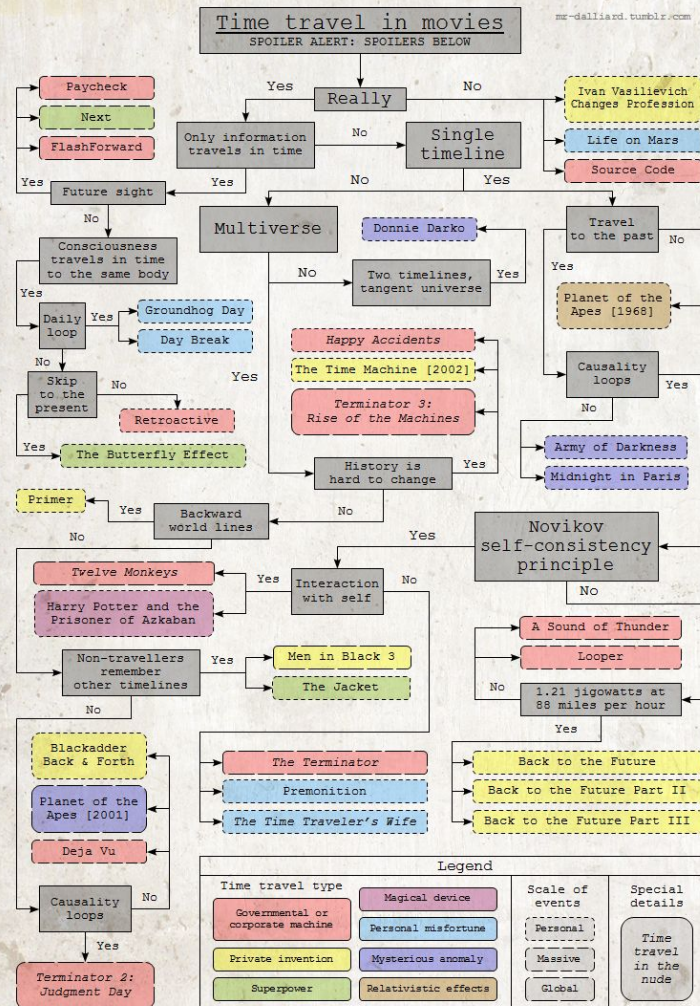 Time travel in movies
SPOILER ALERT: SPOILERS BELOW
mr-dalliard.tumblr.com
Yes
Really
No
Paycheck
Next
FlashForward
Ivan Vasilievich
Changes Profession
Life on Mars
Source Code
Only information
travels in time
No
Single
timeline
Yes
Future sight
Yes
No
Yes
No
Consciousness
travels in time
to the same body
Yes
Multiverse
Donnie Darko
Travel
to the past
No
No
Two timelines,
tangent universe
Yes
Yes
Daily
loop
Yes
Groundhog Day
Day Break
No
Planet of the
Apes [1968]
Happy Accidents
The Time Machine [2002]
Terminator 3:
Rise of the Machines
Yes
Causality
loops
Yes
No
Skip
to the
present
No
Retroactive
Yes
The Butterfly Effect
Army of Darkness
Midnight in Paris
History is
hard to change
Yes
No
Primer
Yes
Backward
world lines
No
Novikov
self-consistency
principle
Yes
No
Twelve Monkeys
Harry Potter and the
Prisoner of Azkaban
Yes
Interaction
with self
No
A Sound of Thunder
Looper
No
1.21 jigowatts at
88 miles per hour
Yes
Non-travellers
remember
other timelines
Yes
Men in Black 3
The Jacket
No
Blackadder
Back & Forth
Planet of the
Apes [2001]
Deja Vu
The Terminator
Premonition
The Time Traveler's Wife
Back to the Future
Back to the Future Part II
Back to the Future Part III
Causality
loops
No
Yes
Terminator 2:
Judgment Day
Legend
Time travel type
Governmental or
corporate machine
Private invention
Superpower
Magical device
Personal misfortune
Mysterious anomaly
Relativistic effects
Scale of
events
Personal
Massive
Global
Special
details
Time
travel
in the
nude